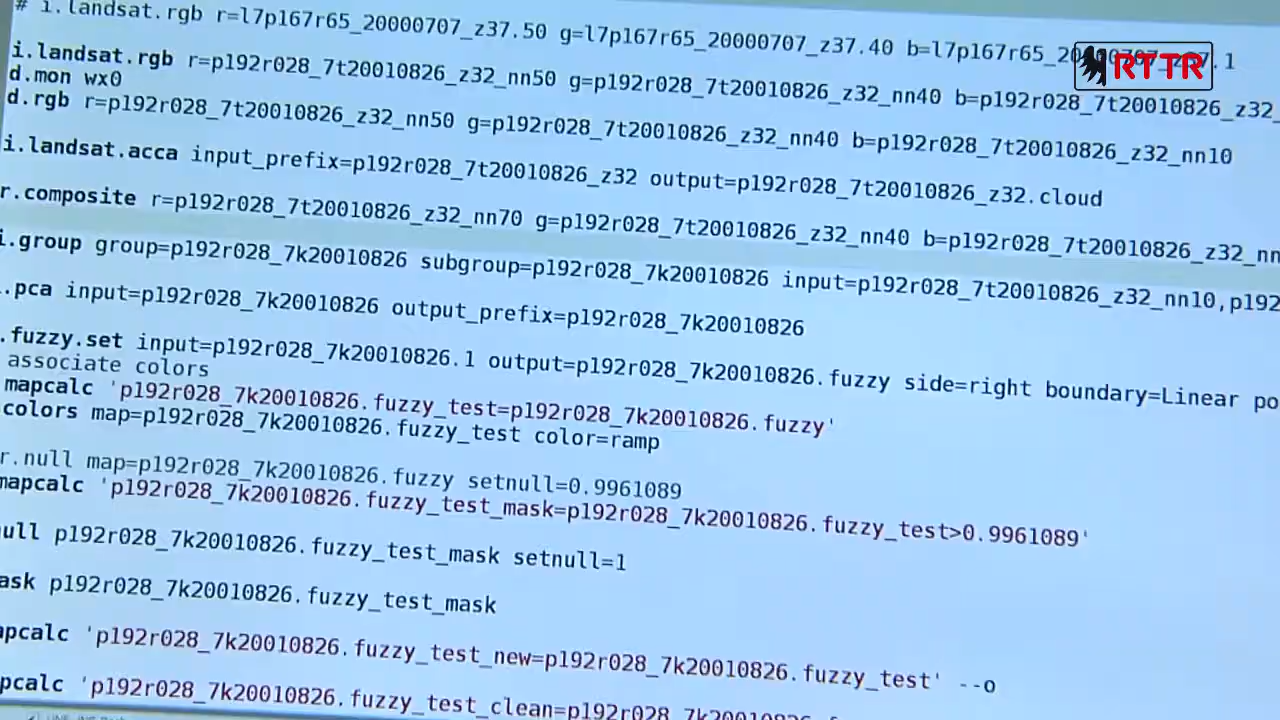 # i.landsat.rgb r=l7p167r65_20000707_z37.50 g=l7p167r65_20000707_z37.40 b=l7p167r65_20000707_z37.1
RTTR
i.landsat.rgb r=p192r028_7t20010826_z32_nn50 g=p192r028_7t20010826_z32_nn40 b=p192r028_7t20010826_z32_
d.mon wx0
d.rgb r=p192r028_7t20010826_z32_nn50 g=p192r028_7t20010826_z32_nn40 b=p192r028_7t20010826_z32_nn10
i.landsat.acca input_prefix=p192r028_7t20010826_z32 output=p192r028_7t20010826_z32.cloud
r.composite r=p192r028_7t20010826_z32_nn70 g=p192r028_7t20010826_z32_nn40 b=p192r028_7t20010826_z32_nn
i.group group=p192r028_7k20010826 subgroup=p192r028_7k20010826 input=p192r028_7t20010826_z32_nn10,p192
.pca input=p192r028_7k20010826 output_prefix=p192r028_7k20010826
.fuzzy.set input=p192r028_7k20010826.1 output=p192r028_7k20010826.fuzzy side=right boundary=Linear po
associate colors
mapcalc 'p192r028_7k20010826.fuzzy_test=p192r028_7k20010826.fuzzy'
colors map=p192r028_7k20010826.fuzzy_test color=ramp
r.null map=p192r028_7k20010826.fuzzy setnull=0.9961089
mapcalc 'p192r028_7k20010826.fuzzy_test_mask=p192r028_7k20010826.fuzzy_test>0.9961089'
ull p192r028_7k20010826.fuzzy_test_mask setnull=1
ask p192r028_7k20010826.fuzzy_test_mask
apcalc 'p192r028_7k20010826.fuzzy_test_new=p192r028_7k20010826.fuzzy_test' --o
pcalc 'p192r028_7k20010826.fuzzy_test_clean=p192r028_7k20010826.f